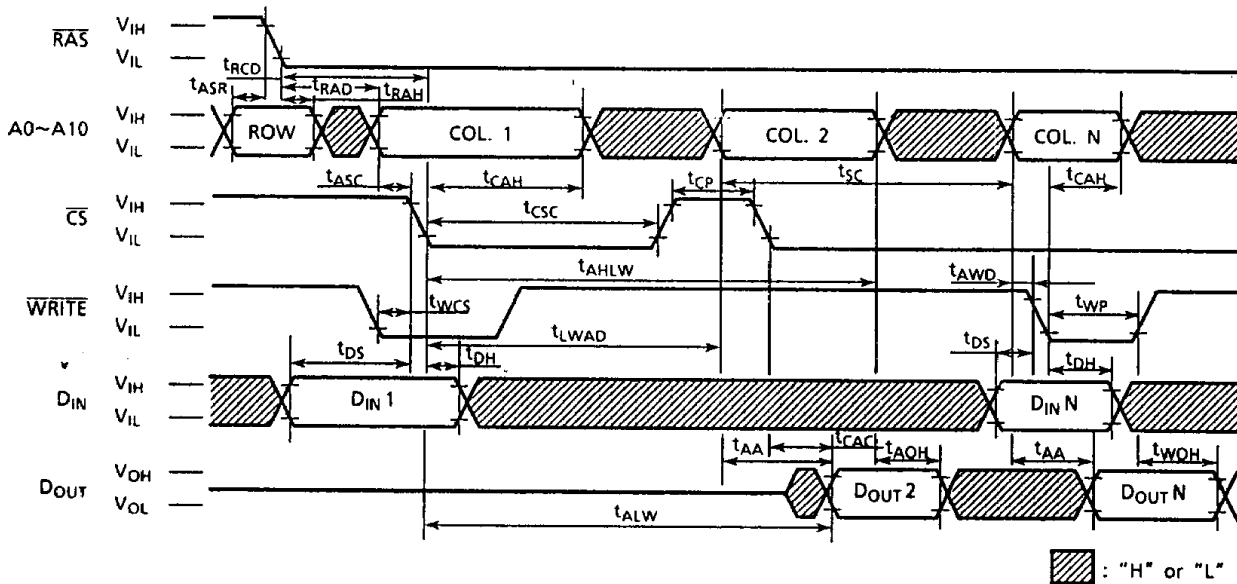 RAS VIH
VIL
tRCD
tASR tRAD tRAH
A0~A10 VIH
VIL
ROW COL. 1 COL. 2 COL. N
tASC tCAH tCP tSC tCAH
CS VIH
VIL
tCSC
tAHLW tAWD
WRITE VIH
VIL
tWCS tWP
tLWAD
tDS tDH tDS tDH
DIN VIH
VIL
DIN 1 DIN N
tAA tCAC tAOH tAA tWOH
DOUT VOH
VOL
DOUT 2 DOUT N
tALW
: "H" or "L"